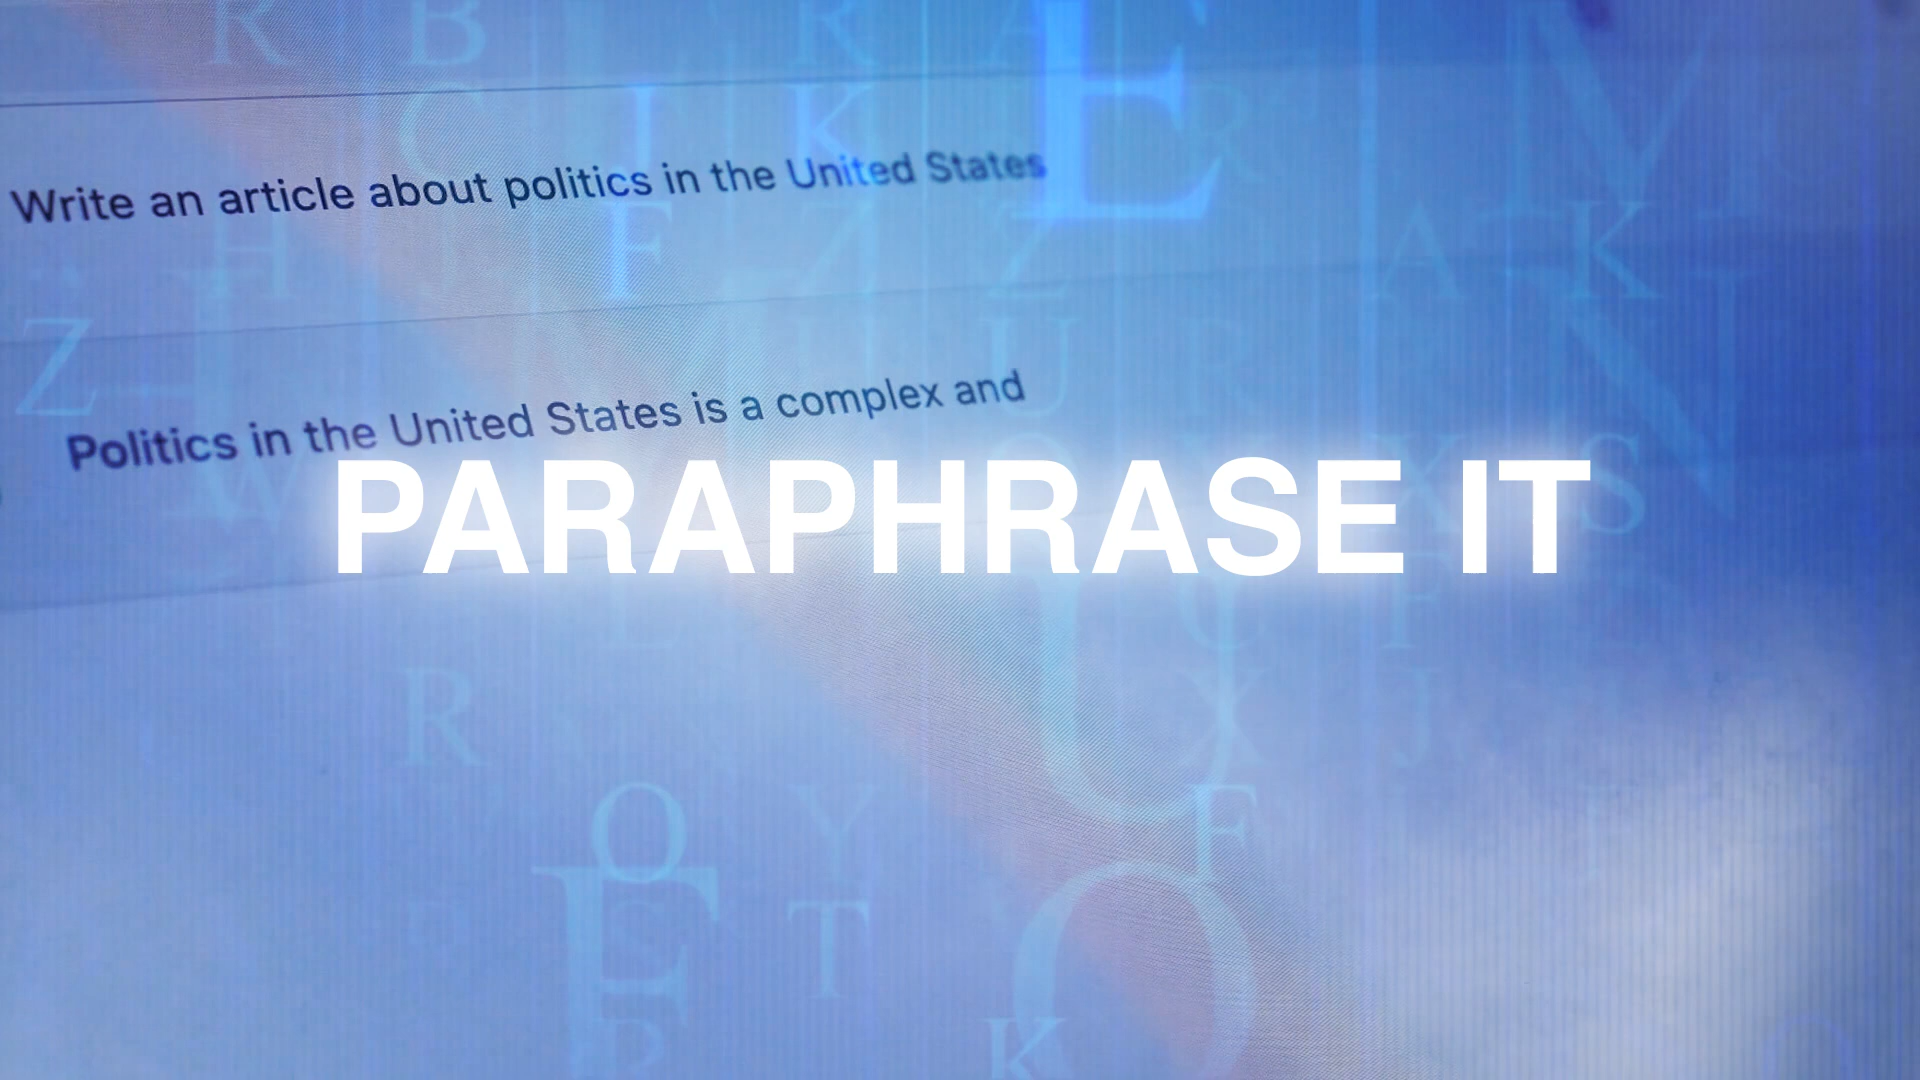 Write an article about politics in the United States
Politics in the United States is a complex and
PARAPHRASE IT